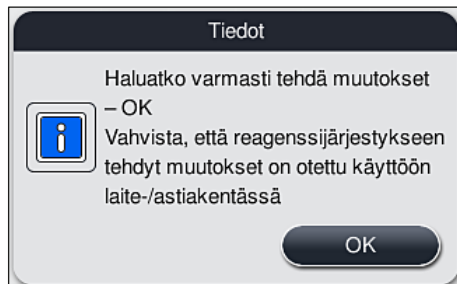 Tiedot
Haluatko varmasti tehdä muutokset
– OK
Vahvista, että reagenssijärjestykseen
tehdyt muutokset on otettu käyttöön
laite-/astiakentässä
OK